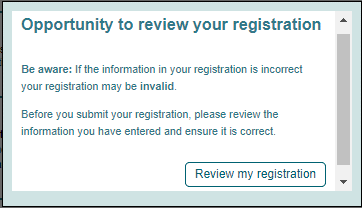 Opportunity to review your registration
Be aware: If the information in your registration is incorrect
your registration may be invalid.
Before you submit your registration, please review the
information you have entered and ensure it is correct.
Review my registration